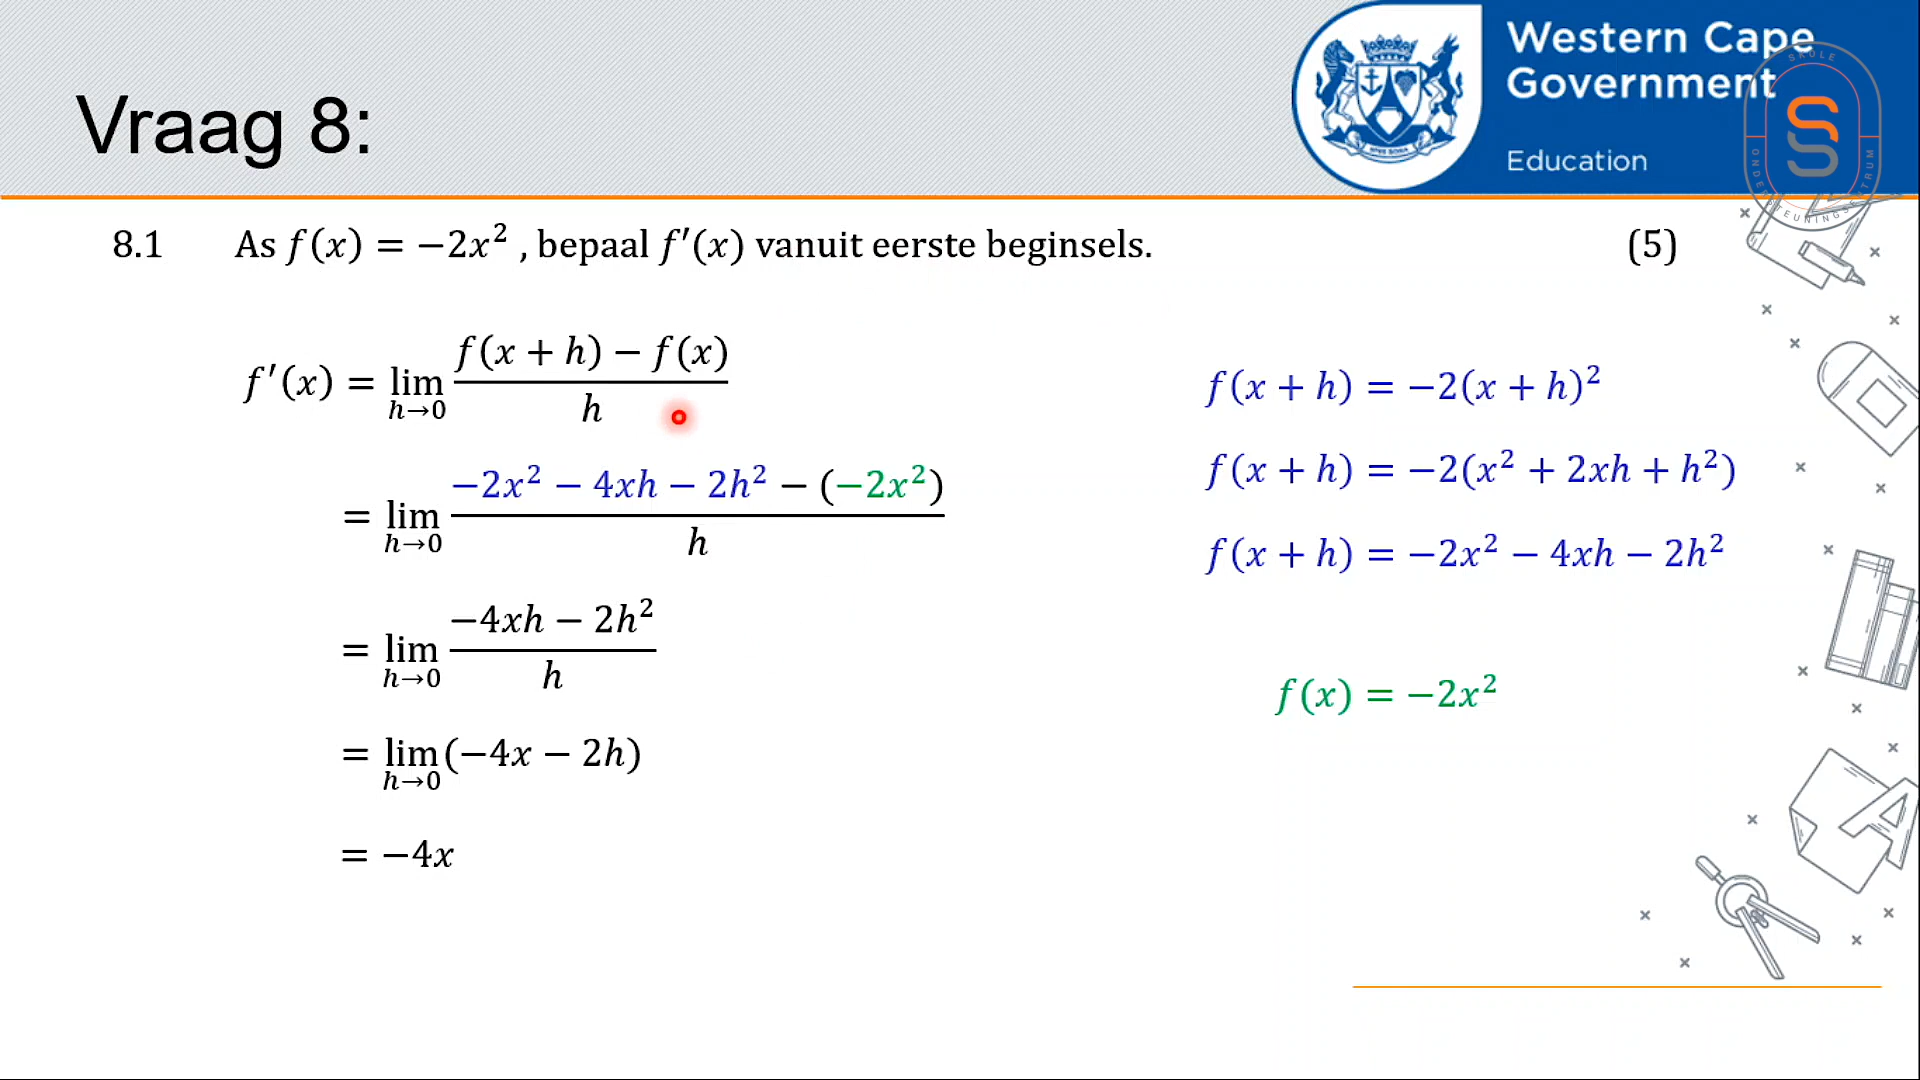 Vraag 8:
Western Cape
Government
Education
SKOLE
ONDERSTEUNINGSENTRUM
8.1 As f(x) = −2x² , bepaal f′(x) vanuit eerste beginsels. (5)
f′(x) = lim h→0 (f(x + h) − f(x)) / h
= lim h→0 (−2x² − 4xh − 2h² − (−2x²)) / h
= lim h→0 (−4xh − 2h²) / h
= lim h→0 (−4x − 2h)
= −4x
f(x + h) = −2(x + h)²
f(x + h) = −2(x² + 2xh + h²)
f(x + h) = −2x² − 4xh − 2h²
f(x) = −2x²